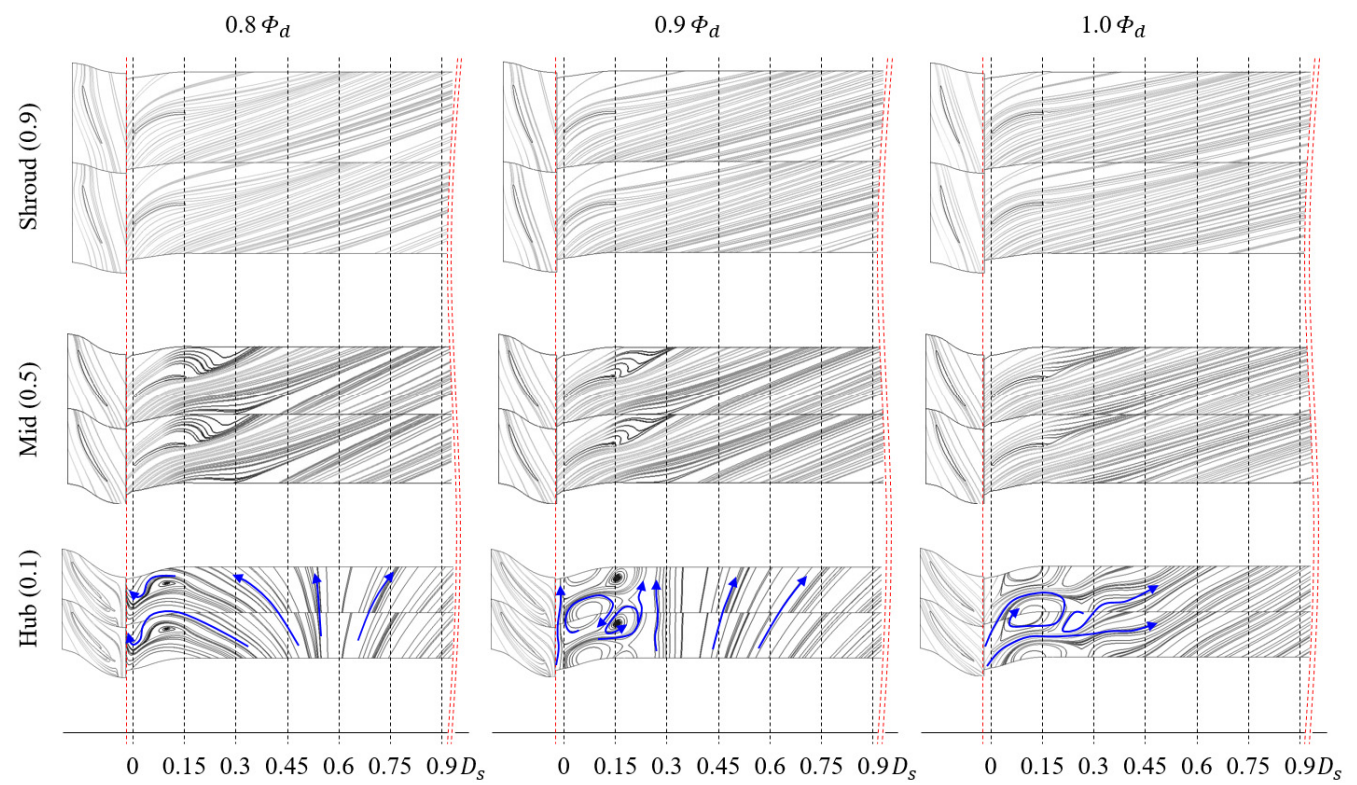 0.8 Φd 0.9 Φd 1.0 Φd
Shroud (0.9)
Mid (0.5)
Hub (0.1)
0 0.15 0.3 0.45 0.6 0.75 0.9 Ds 0 0.15 0.3 0.45 0.6 0.75 0.9 Ds 0 0.15 0.3 0.45 0.6 0.75 0.9 Ds